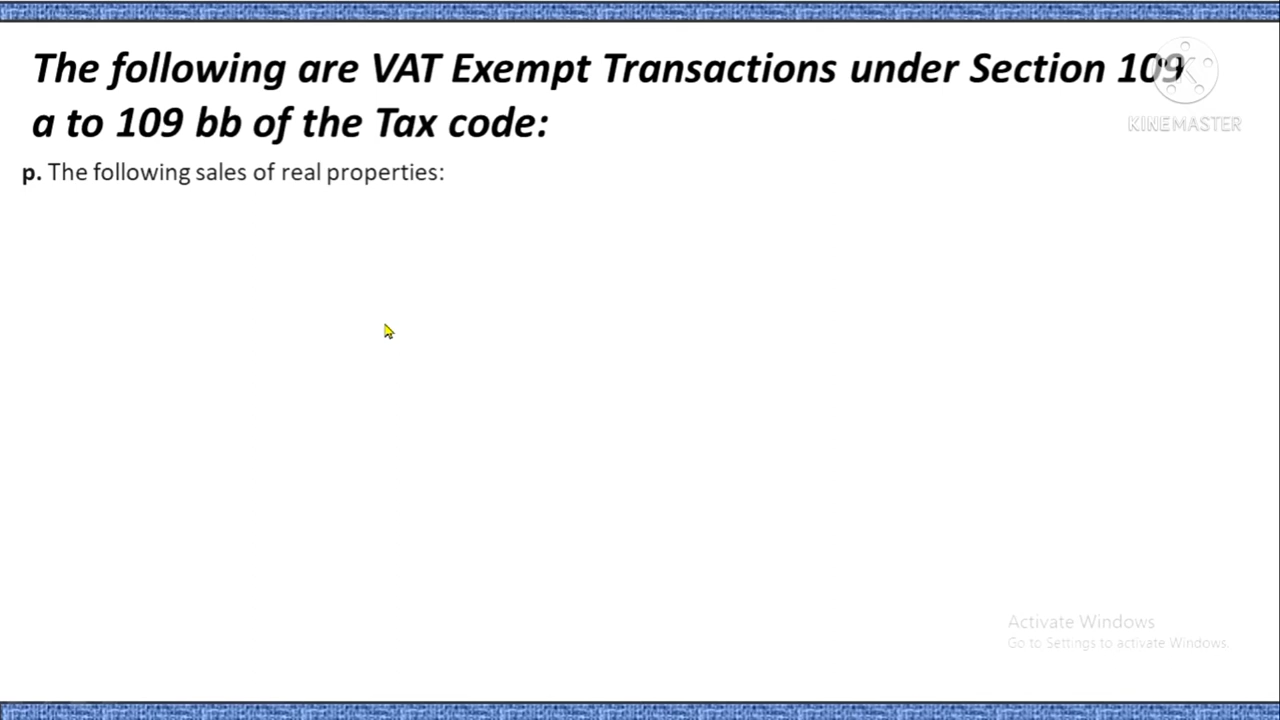 The following are VAT Exempt Transactions under Section 109
a to 109 bb of the Tax code:
KINEMASTER
p. The following sales of real properties:
Activate Windows
Go to Settings to activate Windows.